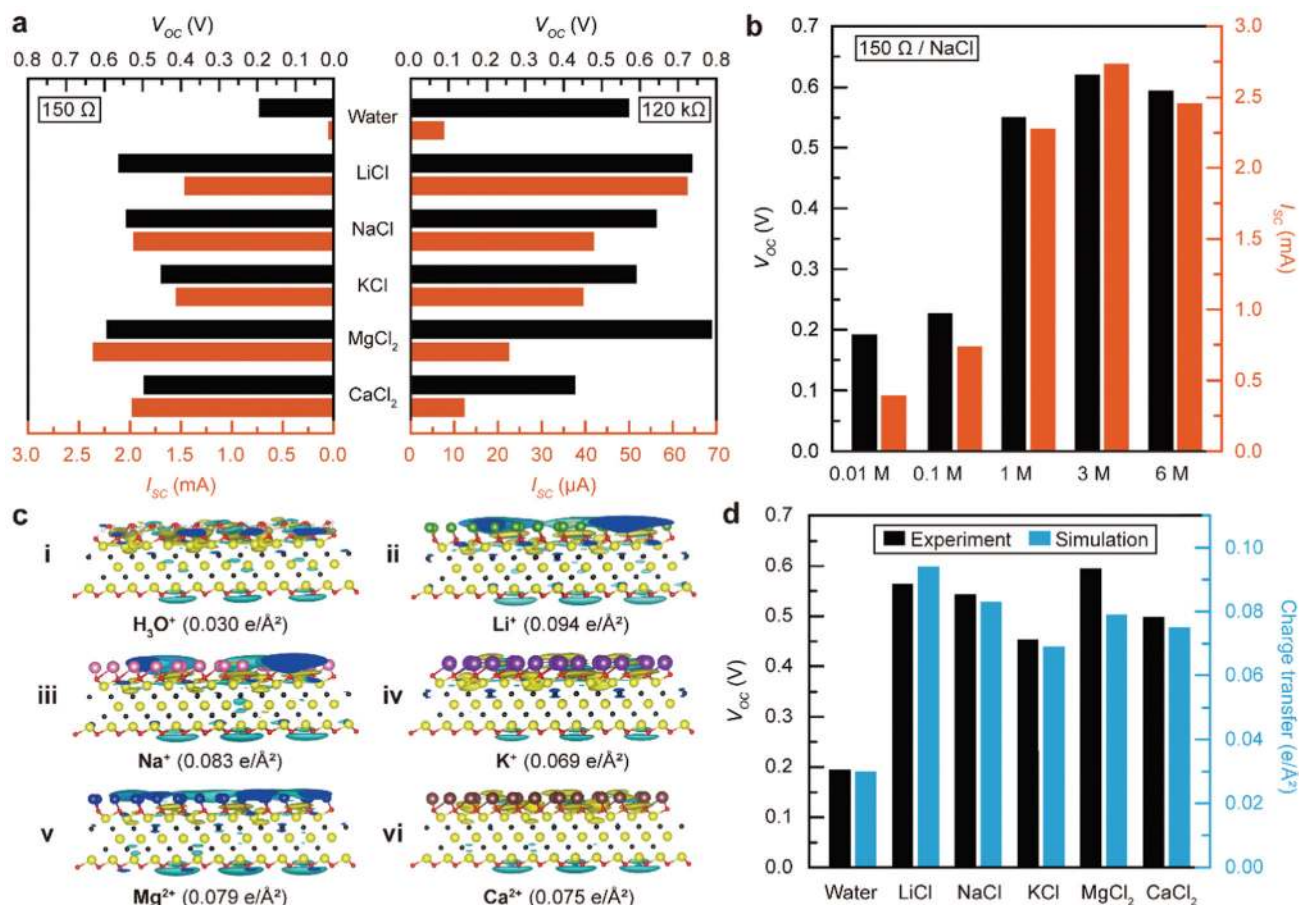 a
V_OC (V)
0.8 0.7 0.6 0.5 0.4 0.3 0.2 0.1 0.0
150 Ω
3.0 2.5 2.0 1.5 1.0 0.5 0.0
I_SC (mA)
Water
LiCl
NaCl
KCl
MgCl₂
CaCl₂
V_OC (V)
0.0 0.1 0.2 0.3 0.4 0.5 0.6 0.7 0.8
120 kΩ
0 10 20 30 40 50 60 70
I_SC (μA)
b
150 Ω / NaCl
V_OC (V)
0.7
0.6
0.5
0.4
0.3
0.2
0.1
0.0
3.0
2.5
2.0
1.5
1.0
0.5
0.0
I_SC (mA)
0.01 M 0.1 M 1 M 3 M 6 M
c
i
H₃O⁺ (0.030 e/Å²)
ii
Li⁺ (0.094 e/Å²)
iii
Na⁺ (0.083 e/Å²)
iv
K⁺ (0.069 e/Å²)
v
Mg²⁺ (0.079 e/Å²)
vi
Ca²⁺ (0.075 e/Å²)
d
Experiment Simulation
V_OC (V)
0.7
0.6
0.5
0.4
0.3
0.2
0.1
0.0
0.10
0.08
0.06
0.03
0.02
0.00
Charge transfer (e/Å²)
Water LiCl NaCl KCl MgCl₂ CaCl₂